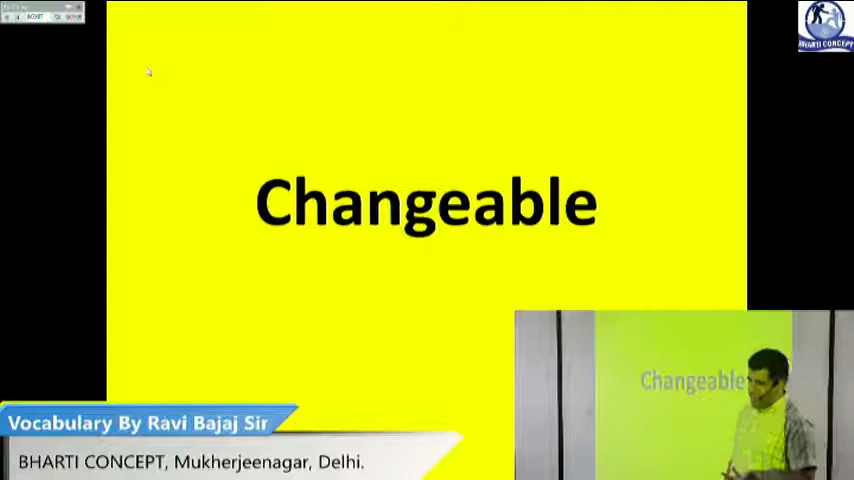 BHARTI CONCEPT
Changeable
Changeable
Vocabulary By Ravi Bajaj Sir
BHARTI CONCEPT, Mukherjeenagar, Delhi.